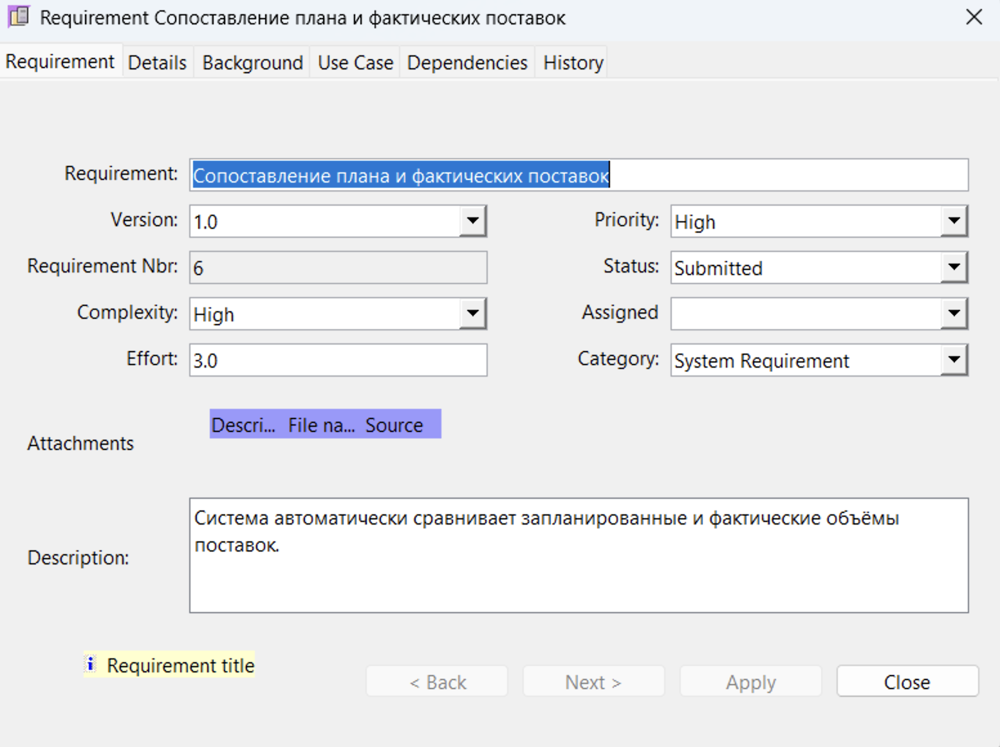 Requirement Сопоставление плана и фактических поставок
Requirement Details Background Use Case Dependencies History
Requirement: Сопоставление плана и фактических поставок
Version: 1.0 Priority: High
Requirement Nbr: 6 Status: Submitted
Complexity: High Assigned
Effort: 3.0 Category: System Requirement
Descri... File na... Source
Attachments
Система автоматически сравнивает запланированные и фактические объёмы
поставок.
Description:
Requirement title
< Back Next > Apply Close